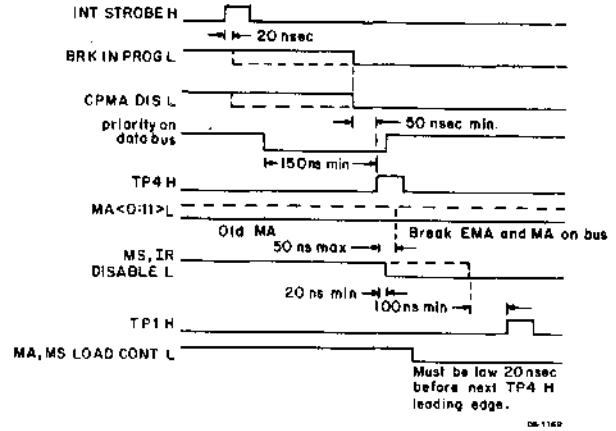 INT STROBE H
20 nsec
BRK IN PROG L
CPMA DIS L
50 nsec min.
priority on
data bus
150ns min
TP4 H
MA<0:11>L
Old MA
Break EMA and MA on bus
50 ns max
MS, IR
DISABLE L
20 ns min
100ns min
TP1 H
MA, MS LOAD CONT L
Must be low 20nsec
before next TP4 H
leading edge.